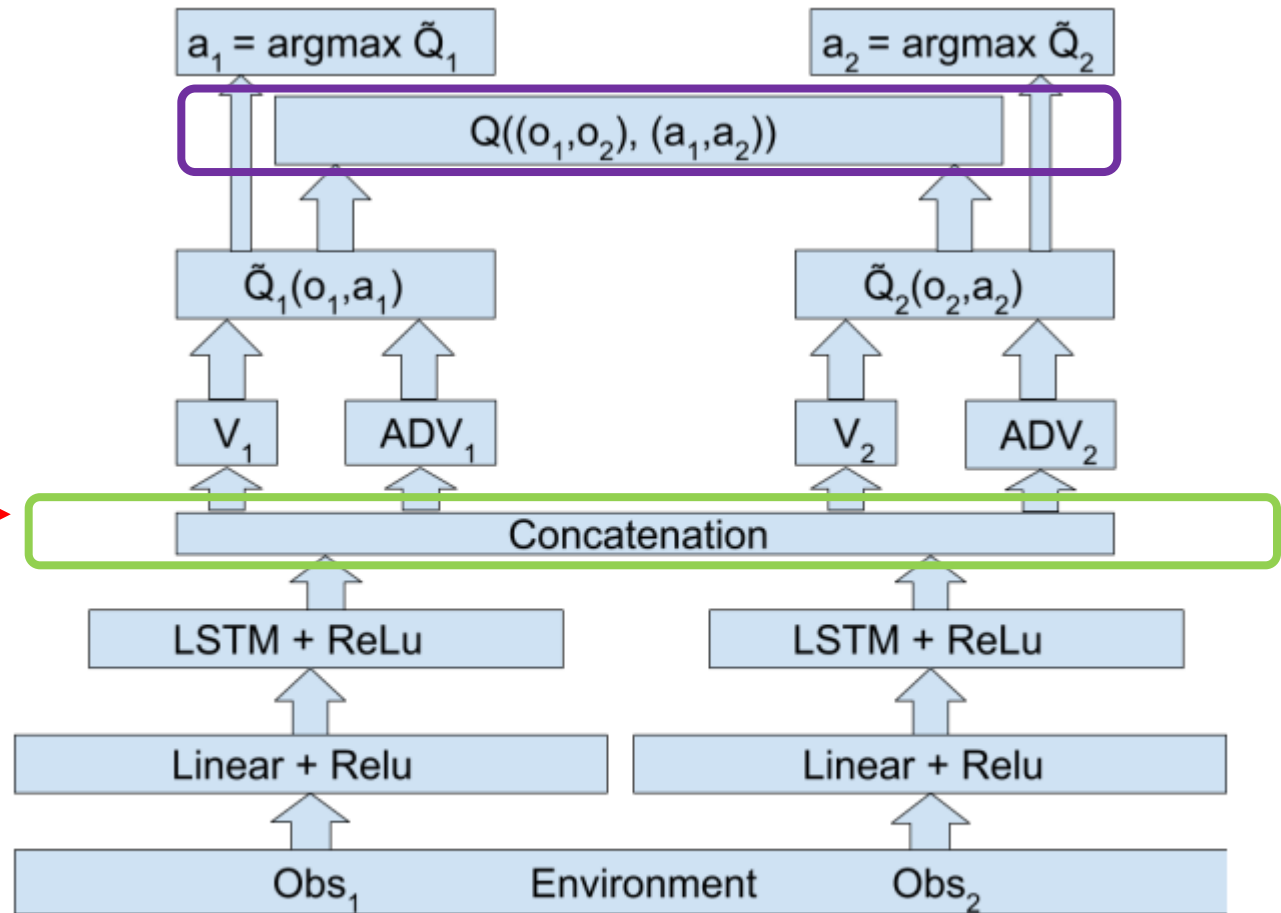 a₁ = argmax Q̃₁ a₂ = argmax Q̃₂
Q((o₁,o₂), (a₁,a₂))
Q̃₁(o₁,a₁) Q̃₂(o₂,a₂)
V₁ ADV₁ V₂ ADV₂
Concatenation
LSTM + ReLu LSTM + ReLu
Linear + Relu Linear + Relu
Obs₁ Environment Obs₂